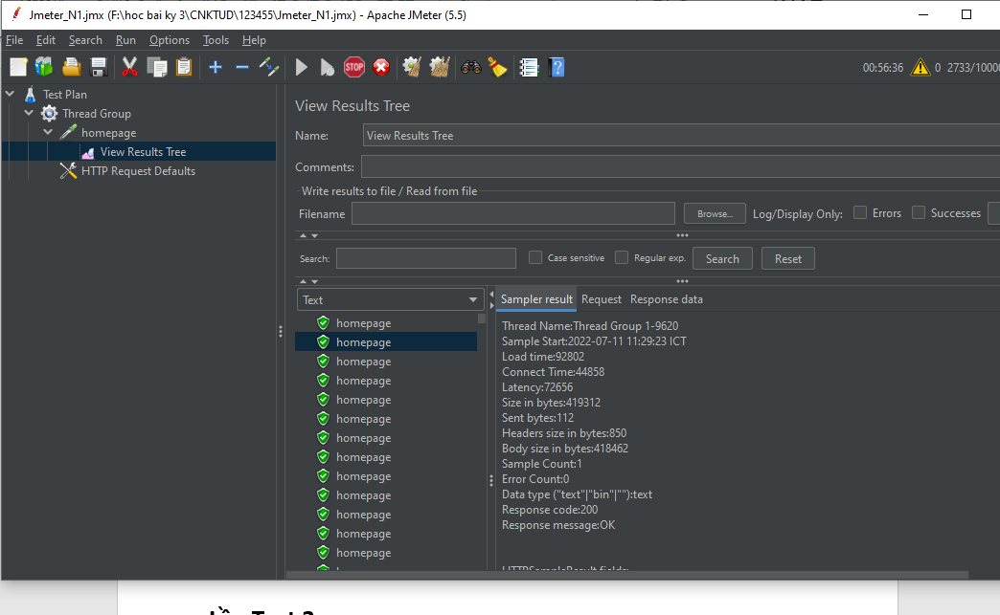 Jmeter_N1.jmx (F:\hoc bai ky 3\CNKTUD\123455\Jmeter_N1.jmx) - Apache JMeter (5.5)
File Edit Search Run Options Tools Help
STOP 00:56:36 0 2733/1000
Test Plan
Thread Group
homepage
View Results Tree
HTTP Request Defaults
View Results Tree
Name: View Results Tree
Comments:
Write results to file / Read from file
Filename Browse... Log/Display Only: Errors Successes
Search: Case sensitive Regular exp. Search Reset
Text
homepage
homepage
homepage
homepage
homepage
homepage
homepage
homepage
homepage
homepage
homepage
homepage
homepage
Sampler result Request Response data
Thread Name:Thread Group 1-9620
Sample Start:2022-07-11 11:29:23 ICT
Load time:92802
Connect Time:44858
Latency:72656
Size in bytes:419312
Sent bytes:112
Headers size in bytes:850
Body size in bytes:418462
Sample Count:1
Error Count:0
Data type ("text"|"bin"|""):text
Response code:200
Response message:OK
HTTPSampleResult fields: